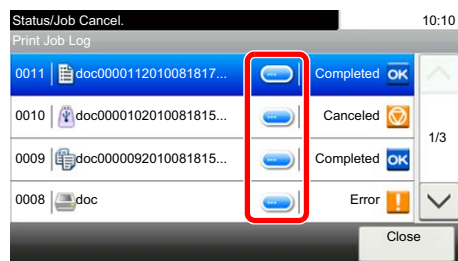 Status/Job Cancel. 10:10
Print Job Log
0011 doc0000112010081817... Completed OK
0010 doc0000102010081815... Canceled
0009 doc0000092010081815... Completed OK
1/3
0008 doc Error !
Close